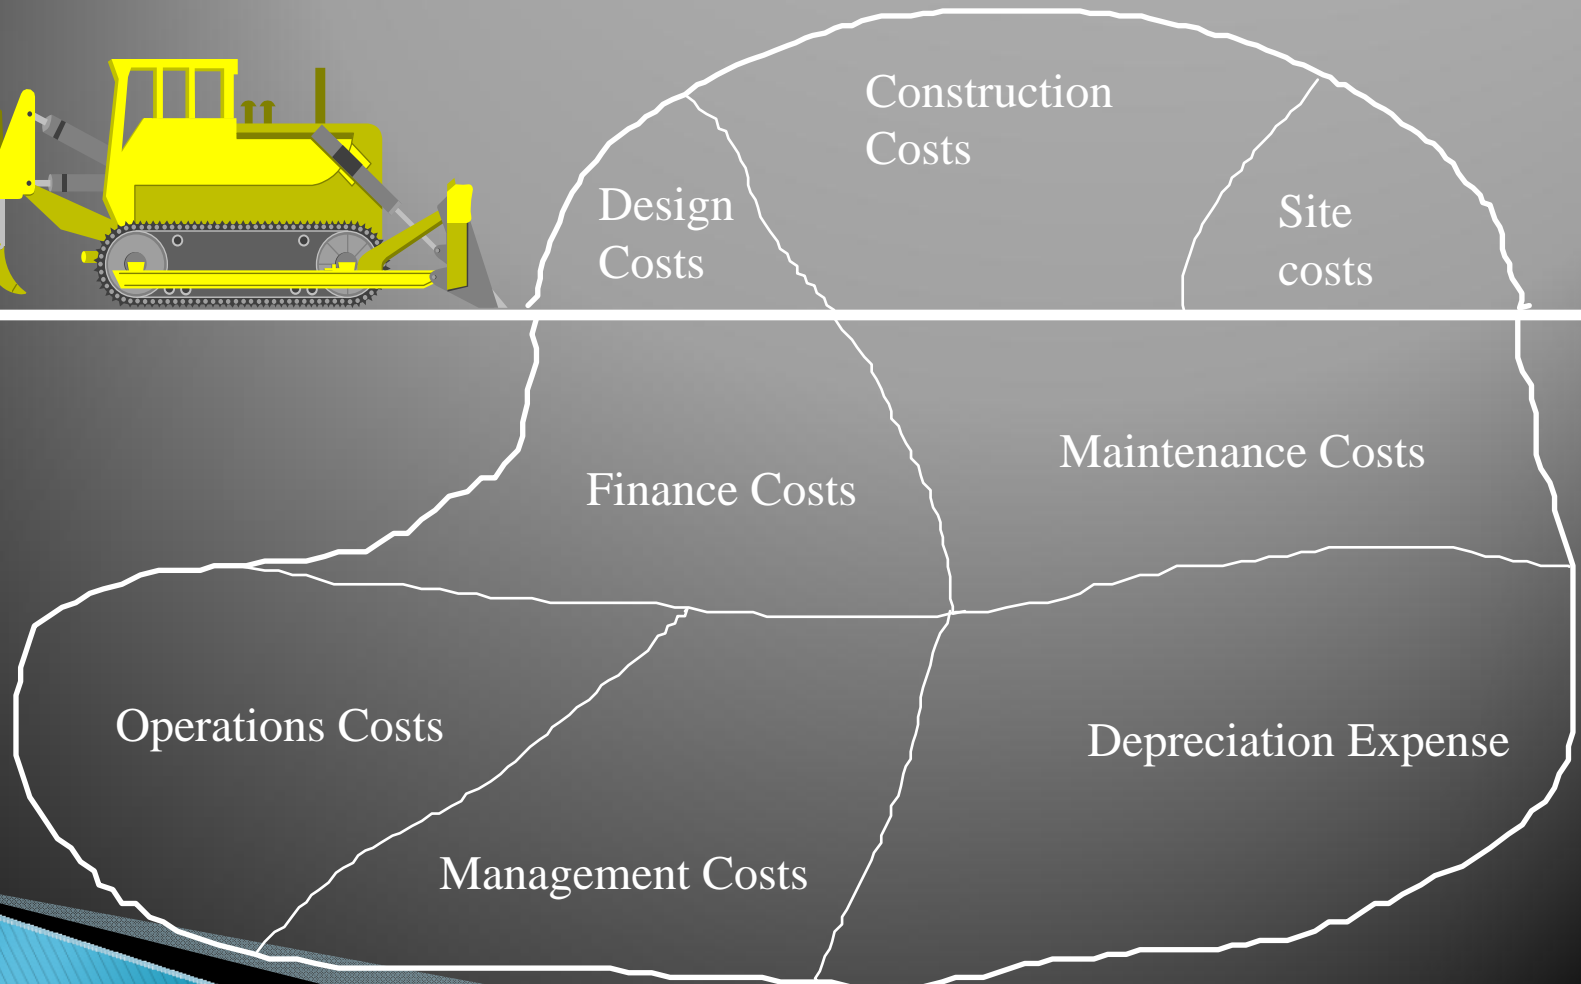 Construction
Costs
Design
Costs
Site
costs
Maintenance Costs
Finance Costs
Operations Costs
Depreciation Expense
Management Costs